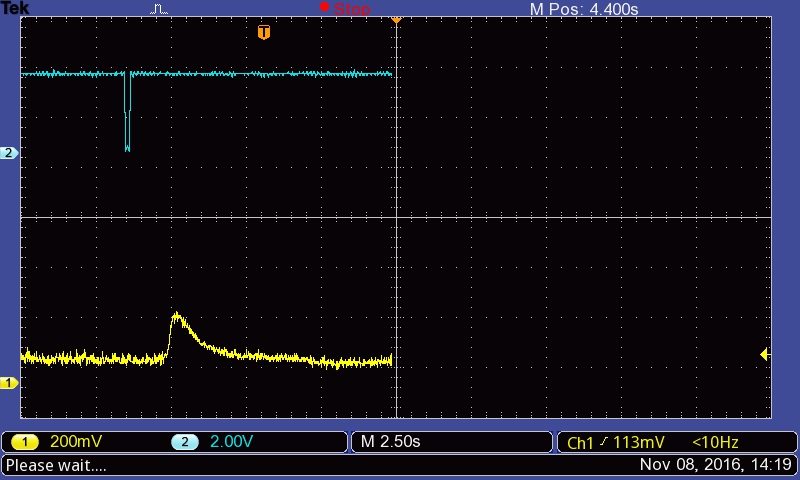 Tek Stop M Pos: 4.400s
T
2
1
1 200mV 2 2.00V M 2.50s Ch1 113mV <10Hz
Please wait.... Nov 08, 2016, 14:19